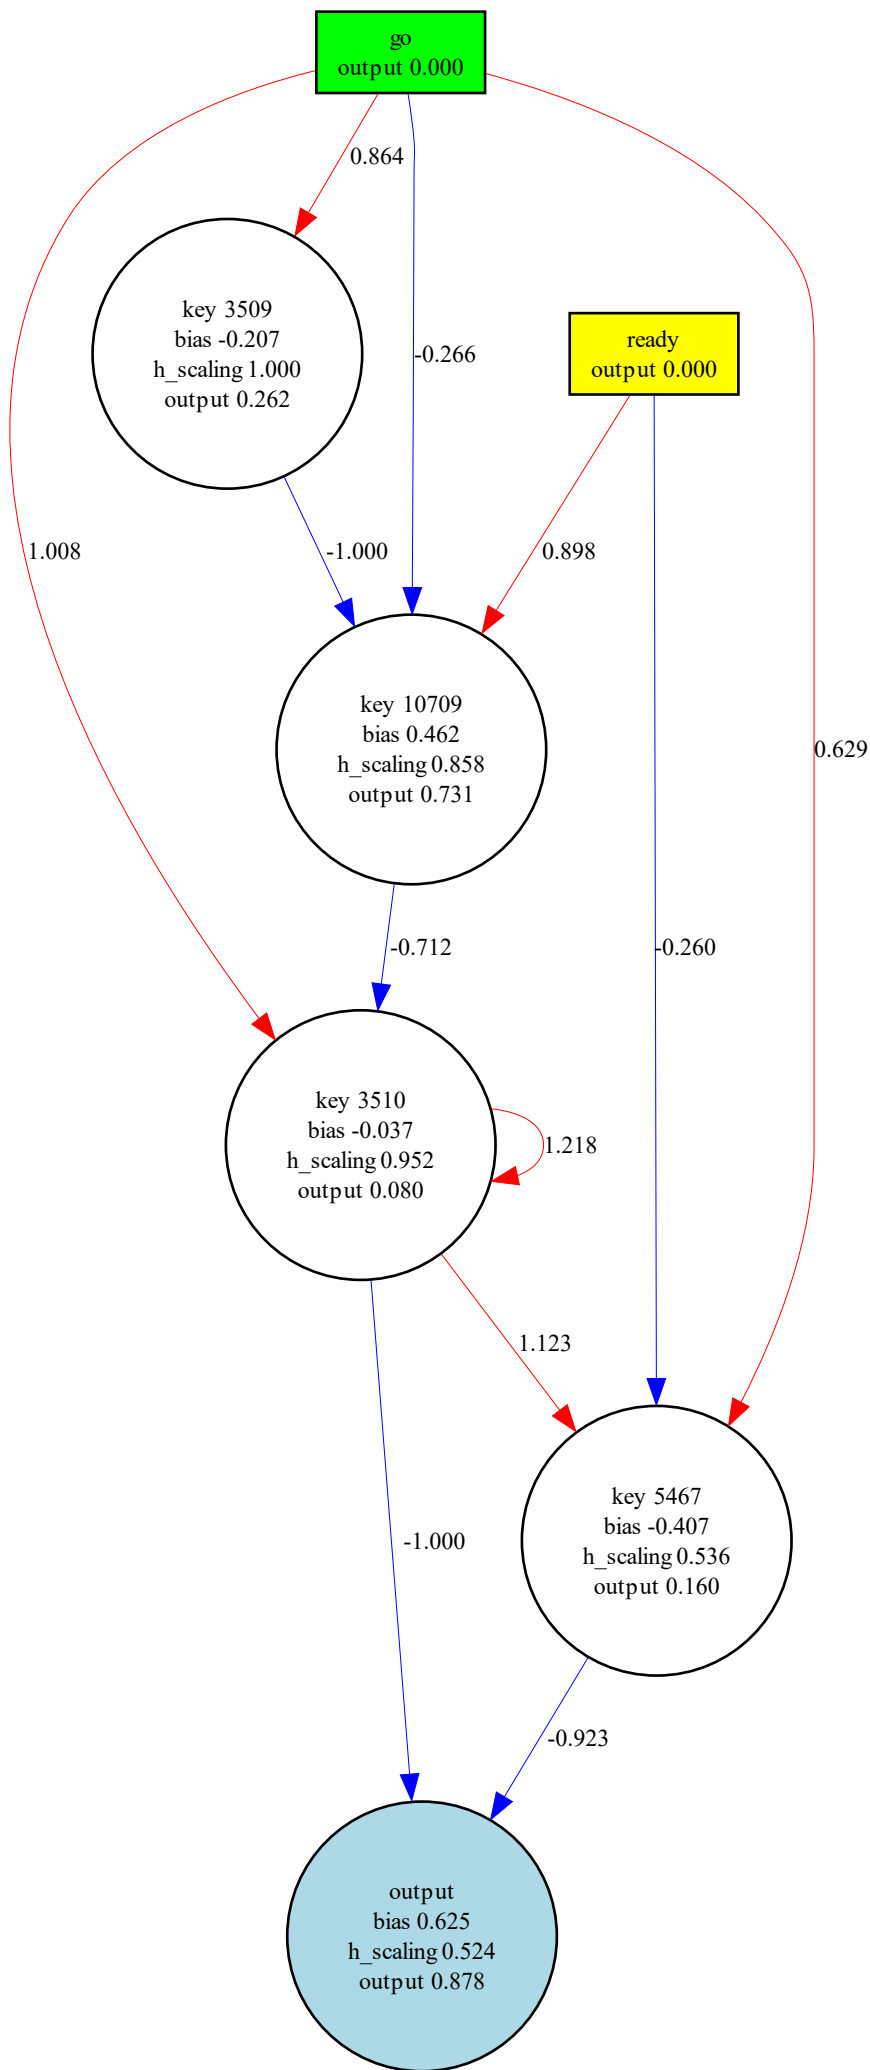 go
output 0.000
0.864
key 3509
bias -0.207
h_scaling 1.000
output 0.262
-0.266
ready
output 0.000
1.008
-1.000
0.898
key 10709
bias 0.462
h_scaling 0.858
output 0.731
0.629
-0.712
-0.260
key 3510
bias -0.037
h_scaling 0.952
output 0.080
1.218
1.123
key 5467
bias -0.407
h_scaling 0.536
output 0.160
-1.000
-0.923
output
bias 0.625
h_scaling 0.524
output 0.878